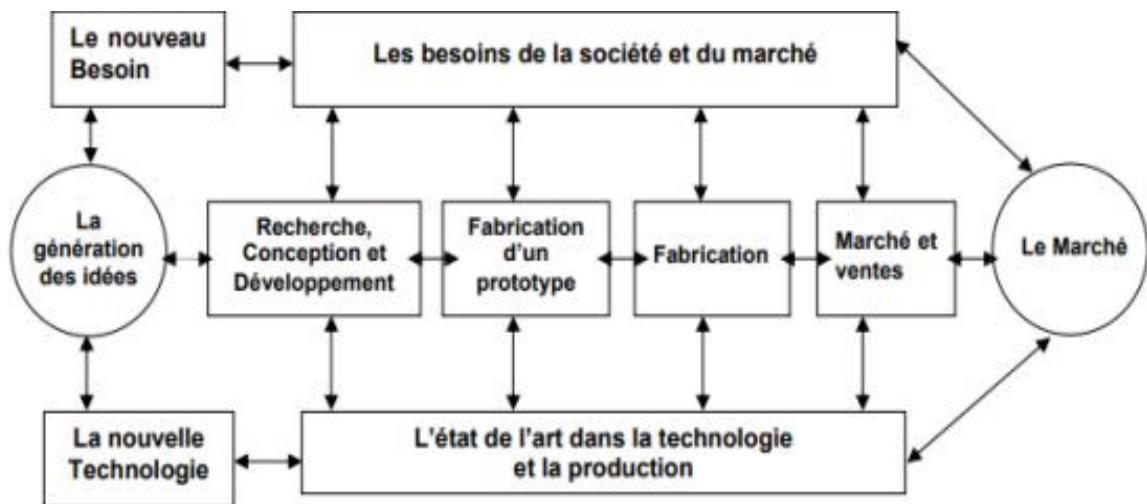 Le nouveau
Besoin
Les besoins de la société et du marché
La
génération
des idées
Recherche,
Conception et
Développement
Fabrication
d'un
prototype
Fabrication
Marché et
ventes
Le Marché
La nouvelle
Technologie
L'état de l'art dans la technologie
et la production